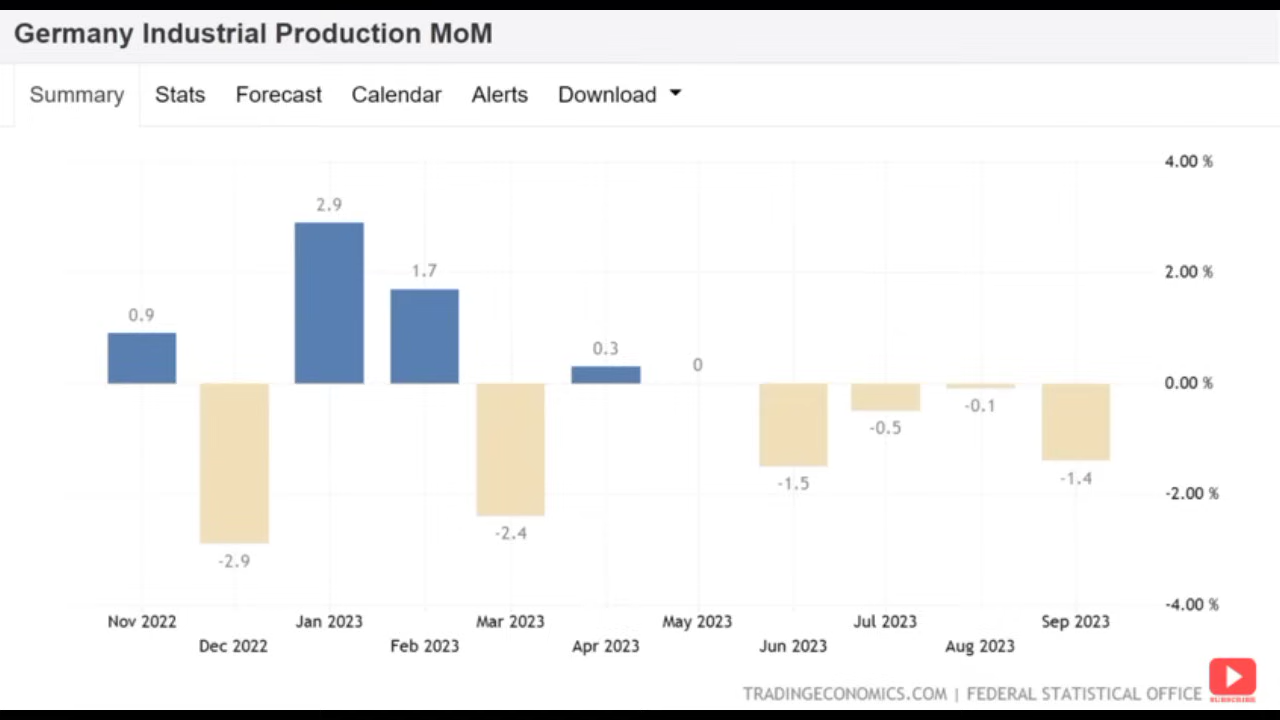 Germany Industrial Production MoM
Summary Stats Forecast Calendar Alerts Download
4.00 %
2.9
2.00 %
1.7
0.9
0.3
0
0.00 %
-0.1
-0.5
-1.4
-1.5
-2.00 %
-2.4
-2.9
-4.00 %
Nov 2022 Jan 2023 Mar 2023 May 2023 Jul 2023 Sep 2023
Dec 2022 Feb 2023 Apr 2023 Jun 2023 Aug 2023
TRADINGECONOMICS.COM | FEDERAL STATISTICAL OFFICE
SUBSCRIBE